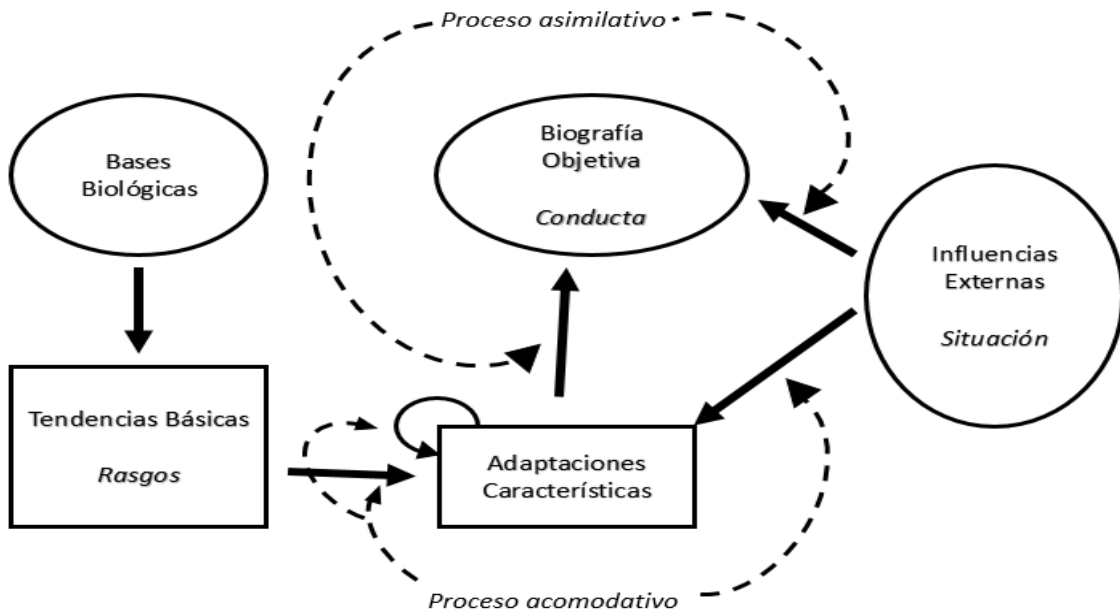 Proceso asimilativo
Bases
Biológicas
Biografía
Objetiva
Conducta
Influencias
Externas
Situación
Tendencias Básicas
Rasgos
Adaptaciones
Características
Proceso acomodativo